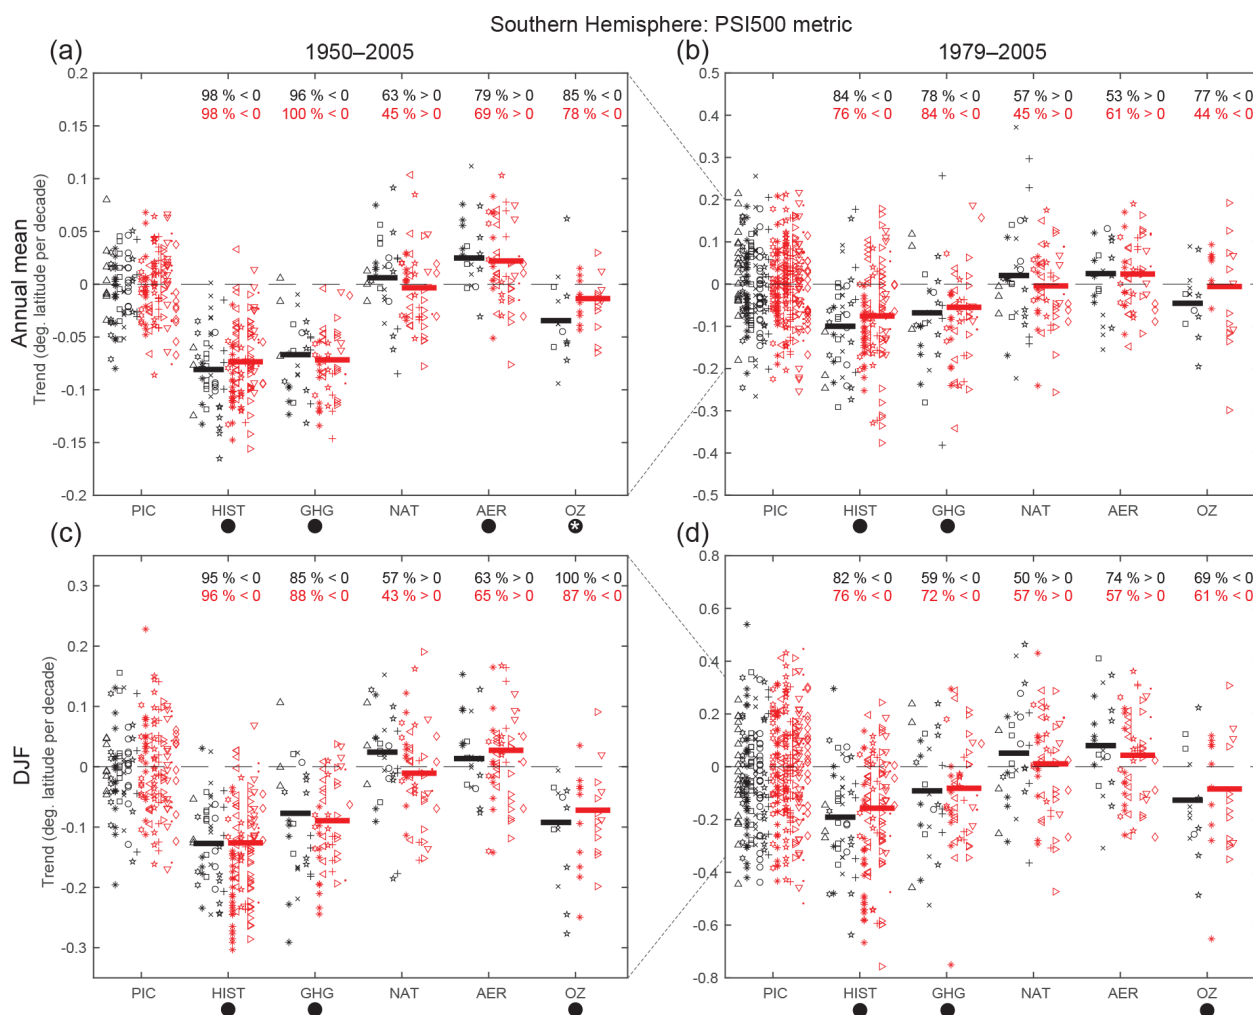 Southern Hemisphere: PSI500 metric
(a)
1950–2005
98 % < 0 96 % < 0 63 % > 0 79 % > 0 85 % < 0
98 % < 0 100 % < 0 45 % > 0 69 % > 0 78 % < 0
0.2
0.15
0.1
0.05
0
-0.05
-0.1
-0.15
-0.2
Annual mean
Trend (deg. latitude per decade)
PIC HIST GHG NAT AER OZ
*
(b)
1979–2005
84 % < 0 78 % < 0 57 % > 0 53 % > 0 77 % < 0
76 % < 0 84 % < 0 45 % > 0 61 % > 0 44 % < 0
0.5
0.4
0.3
0.2
0.1
0
-0.1
-0.2
-0.3
-0.4
-0.5
PIC HIST GHG NAT AER OZ
(c)
95 % < 0 85 % < 0 57 % > 0 63 % > 0 100 % < 0
96 % < 0 88 % < 0 43 % > 0 65 % > 0 87 % < 0
0.3
0.2
0.1
0
-0.1
-0.2
-0.3
DJF
Trend (deg. latitude per decade)
PIC HIST GHG NAT AER OZ
(d)
82 % < 0 59 % < 0 50 % > 0 74 % > 0 69 % < 0
76 % < 0 72 % < 0 57 % > 0 57 % > 0 61 % < 0
0.8
0.6
0.4
0.2
0
-0.2
-0.4
-0.6
-0.8
PIC HIST GHG NAT AER OZ